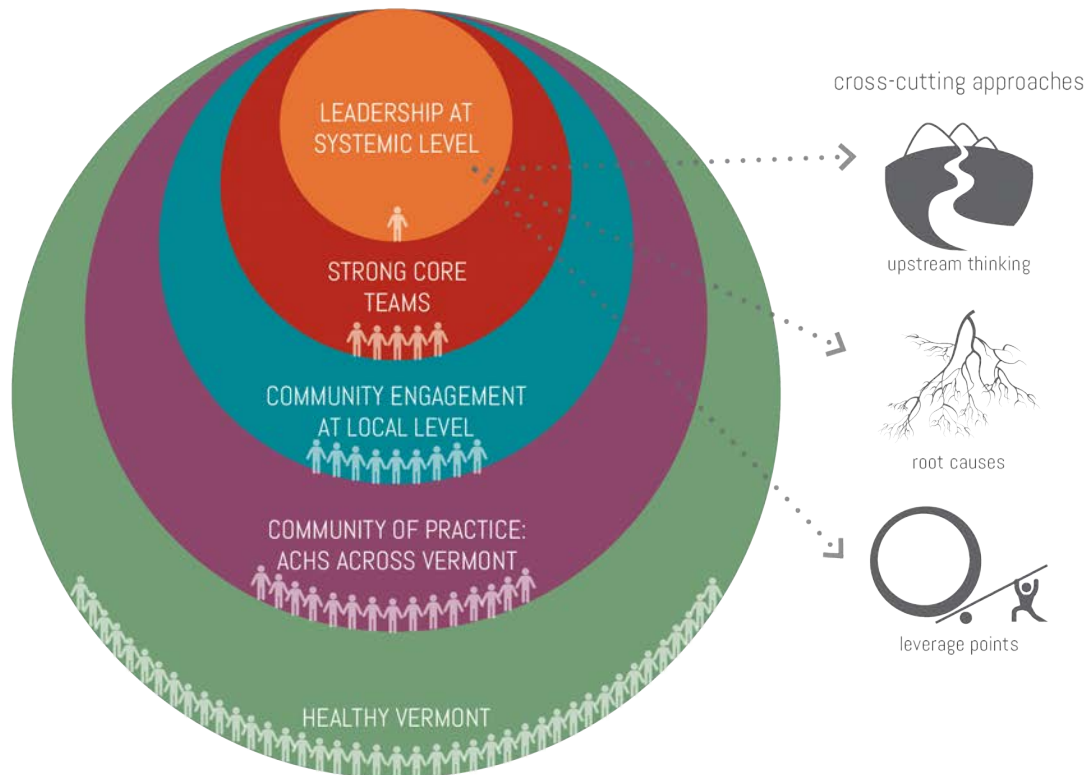 LEADERSHIP AT
SYSTEMIC LEVEL
STRONG CORE
TEAMS
COMMUNITY ENGAGEMENT
AT LOCAL LEVEL
COMMUNITY OF PRACTICE:
ACHS ACROSS VERMONT
HEALTHY VERMONT
cross-cutting approaches
upstream thinking
root causes
leverage points